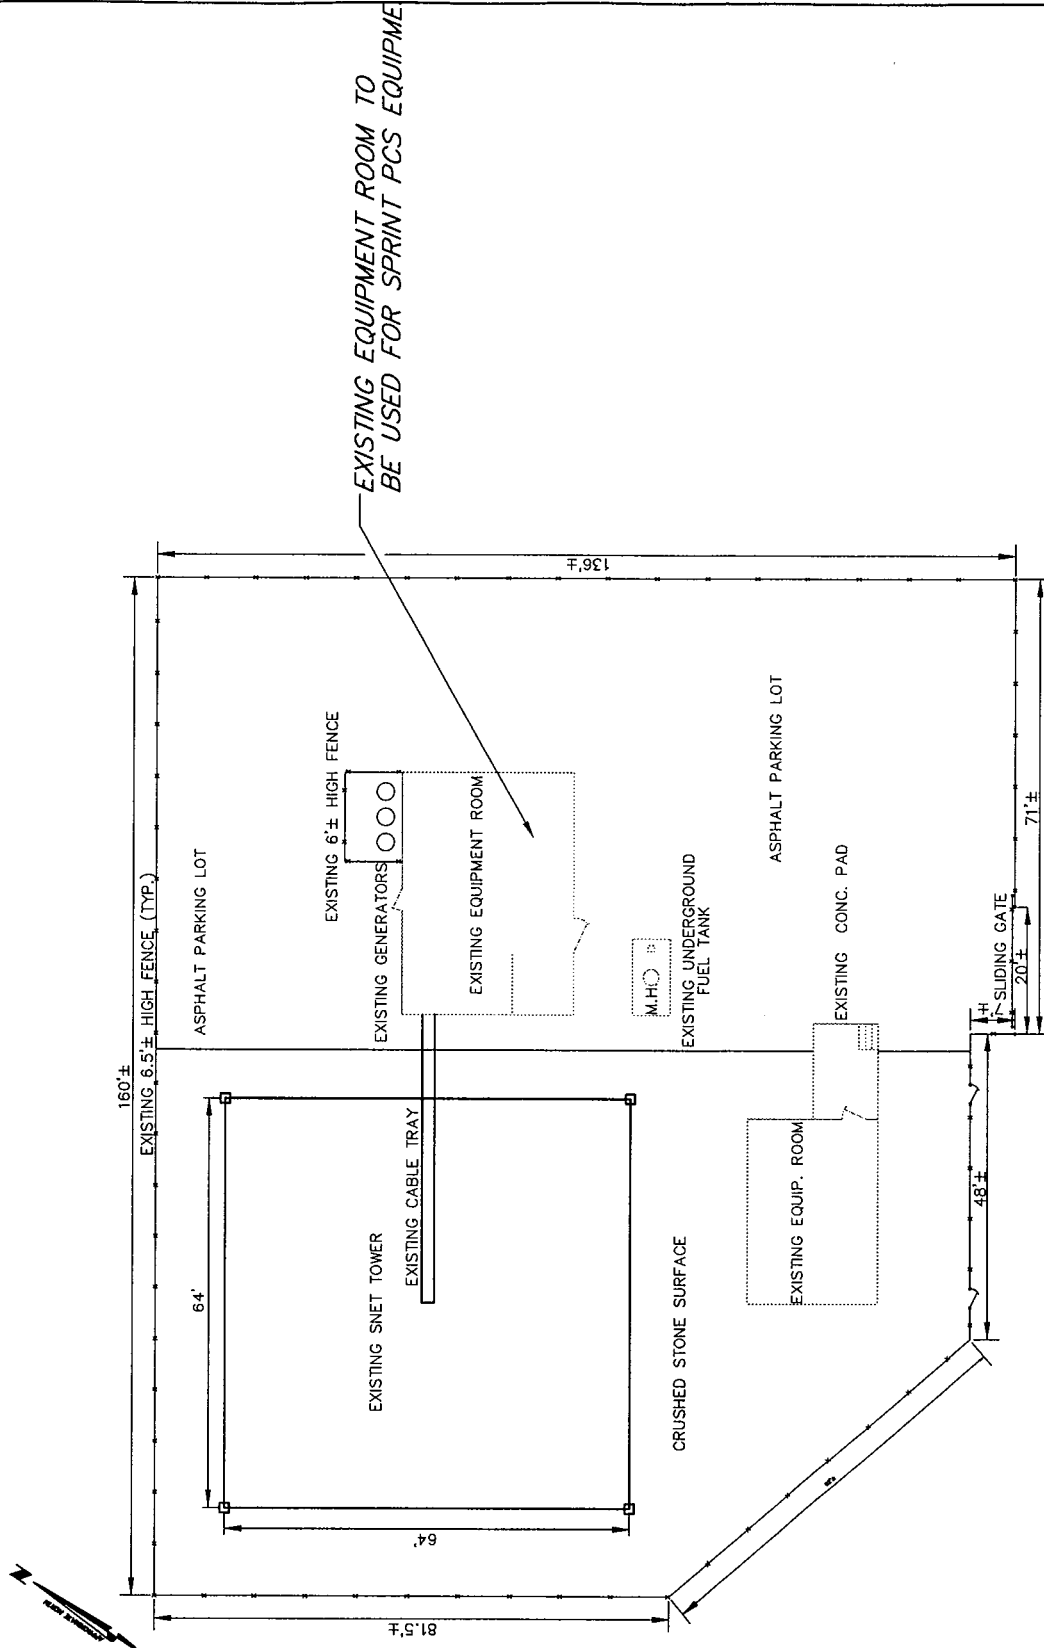 EXISTING EQUIPMENT ROOM TO
BE USED FOR SPRINT PCS EQUIPME
160'±
EXISTING 6.5'± HIGH FENCE (TYP.)
136'±
ASPHALT PARKING LOT
EXISTING 6'± HIGH FENCE
EXISTING GENERATORS
EXISTING EQUIPMENT ROOM
M.H
EXISTING UNDERGROUND
FUEL TANK
ASPHALT PARKING LOT
EXISTING CONC. PAD
SLIDING GATE
7'±
20'±
71'±
64'
EXISTING SNET TOWER
EXISTING CABLE TRAY
64'
CRUSHED STONE SURFACE
EXISTING EQUIP. ROOM
48'±
81.5'±
N
APPROXIMATE NORTH